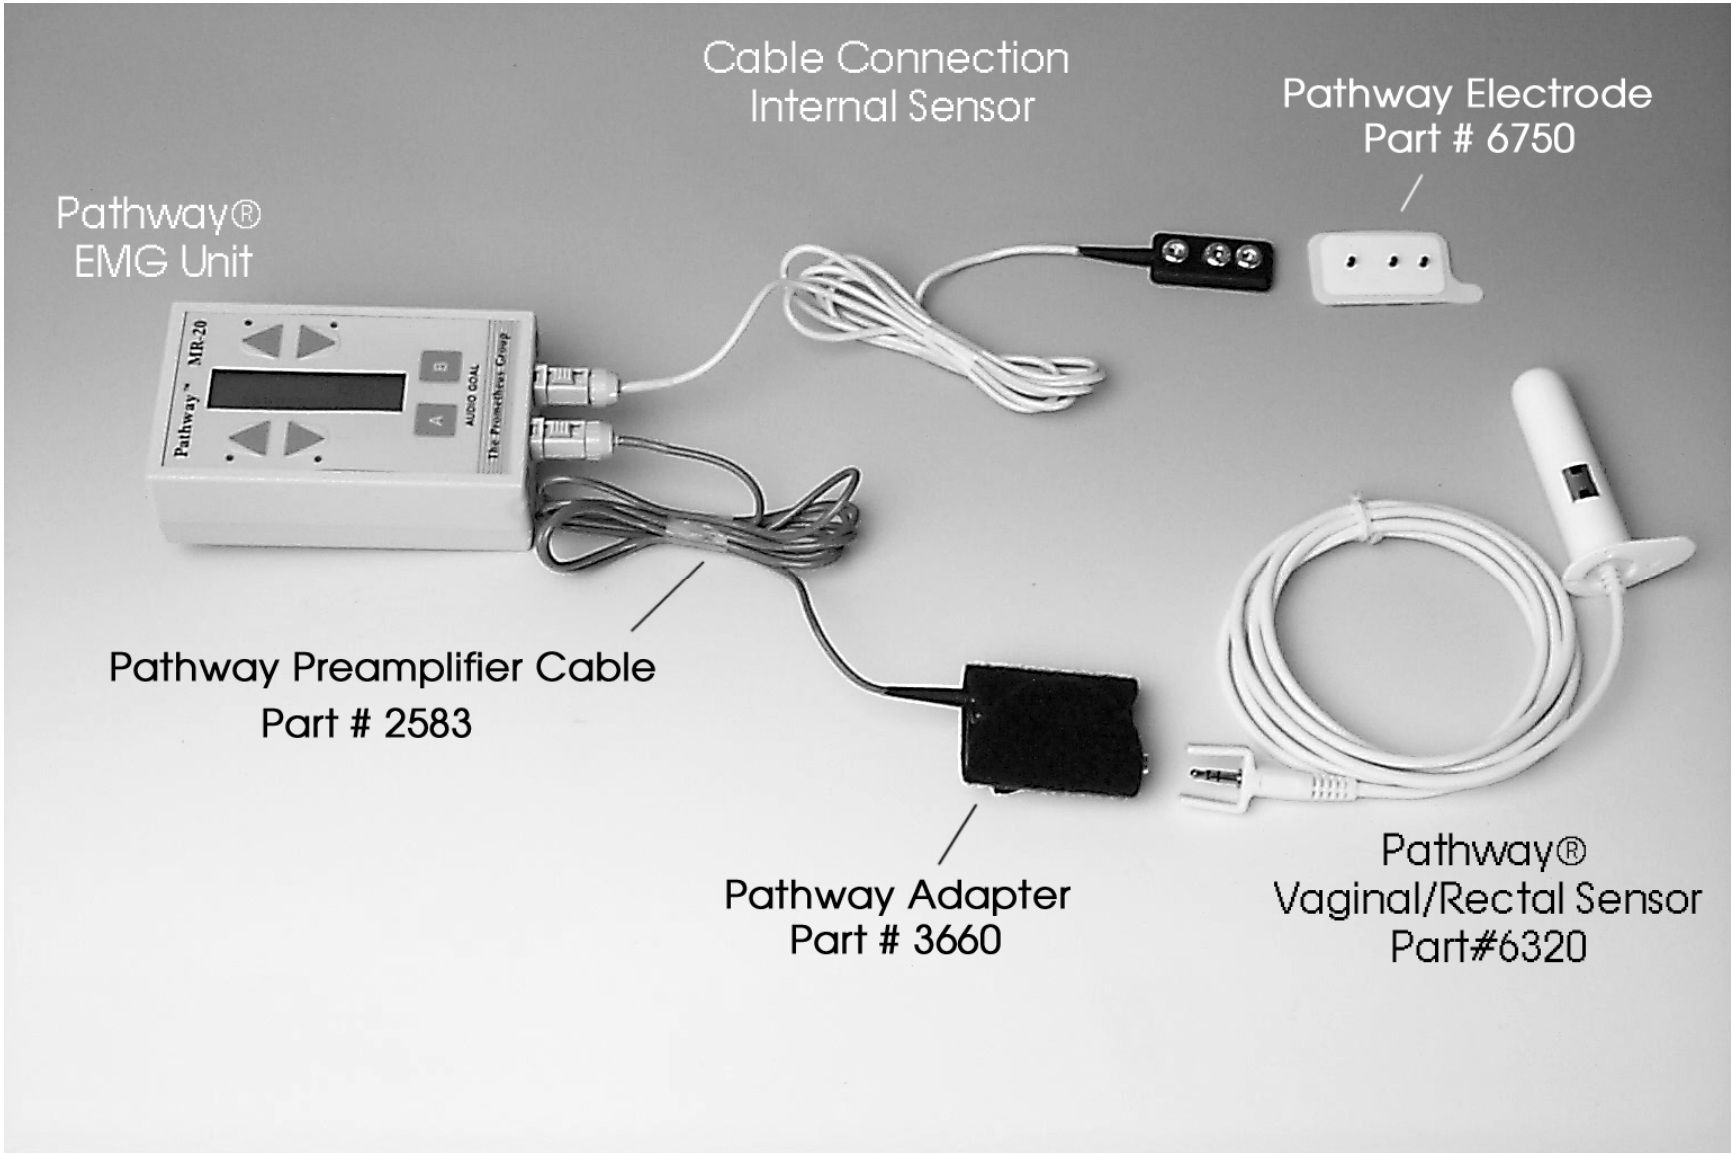 Cable Connection
Internal Sensor
Pathway Electrode
Part # 6750
Pathway®
EMG Unit
Pathway™ MR-20
B
A
AUDIO GOAL
The Prometheus Group
Pathway Preamplifier Cable
Part # 2583
Pathway Adapter
Part # 3660
Pathway®
Vaginal/Rectal Sensor
Part#6320